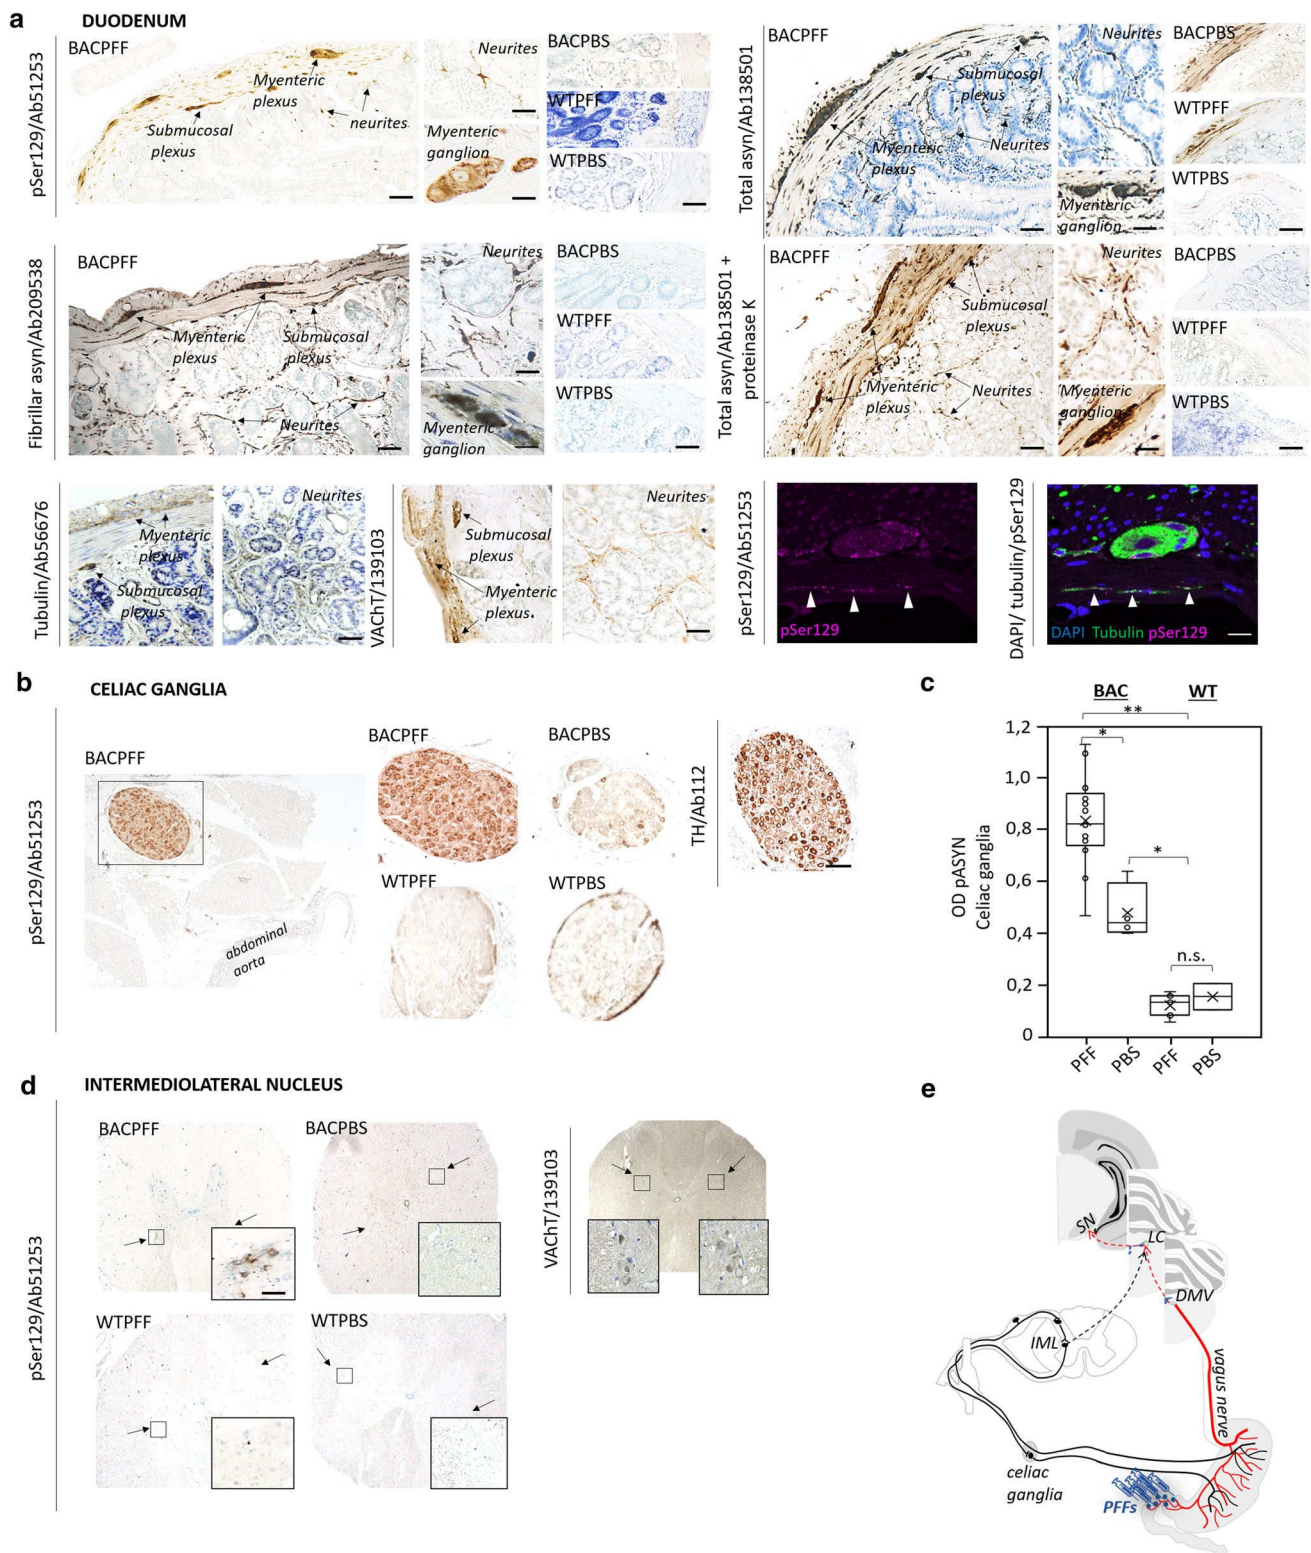 a
DUODENUM
pSer129/Ab51253
BACPFF
Myenteric
plexus
Submucosal
plexus
neurites
Neurites
Myenteric
ganglion
BACPBS
WTPFF
WTPBS
Total asyn/Ab138501
BACPFF
Submucosal
plexus
Myenteric
plexus
Neurites
Neurites
Myenteric
ganglion
BACPBS
WTPFF
WTPBS
Fibrillar asyn/Ab209538
BACPFF
Myenteric
plexus
Submucosal
plexus
Neurites
Neurites
Myenteric
ganglion
BACPBS
WTPFF
WTPBS
Total asyn/Ab138501 +
proteinase K
BACPFF
Submucosal
plexus
Myenteric
plexus
Neurites
Neurites
Myenteric
ganglion
BACPBS
WTPFF
WTPBS
Tubulin/Ab56676
Myenteric
plexus
Submucosal
plexus
Neurites
VAChT/139103
Submucosal
plexus
Myenteric
plexus
Neurites
pSer129/Ab51253
pSer129
DAPI/ tubulin/pSer129
DAPI Tubulin pSer129
b
CELIAC GANGLIA
pSer129/Ab51253
BACPFF
abdominal
aorta
BACPFF
BACPBS
WTPFF
WTPBS
TH/Ab112
c
BAC WT
**
*
*
n.s.
OD pASYN
Celiac ganglia
1,2
1,0
0,8
0,6
0,4
0,2
0
PFF PBS PFF PBS
d
INTERMEDIOLATERAL NUCLEUS
pSer129/Ab51253
BACPFF
BACPBS
WTPFF
WTPBS
VAChT/139103
e
SN
LC
DMV
IML
vagus nerve
celiac
ganglia
PFFs